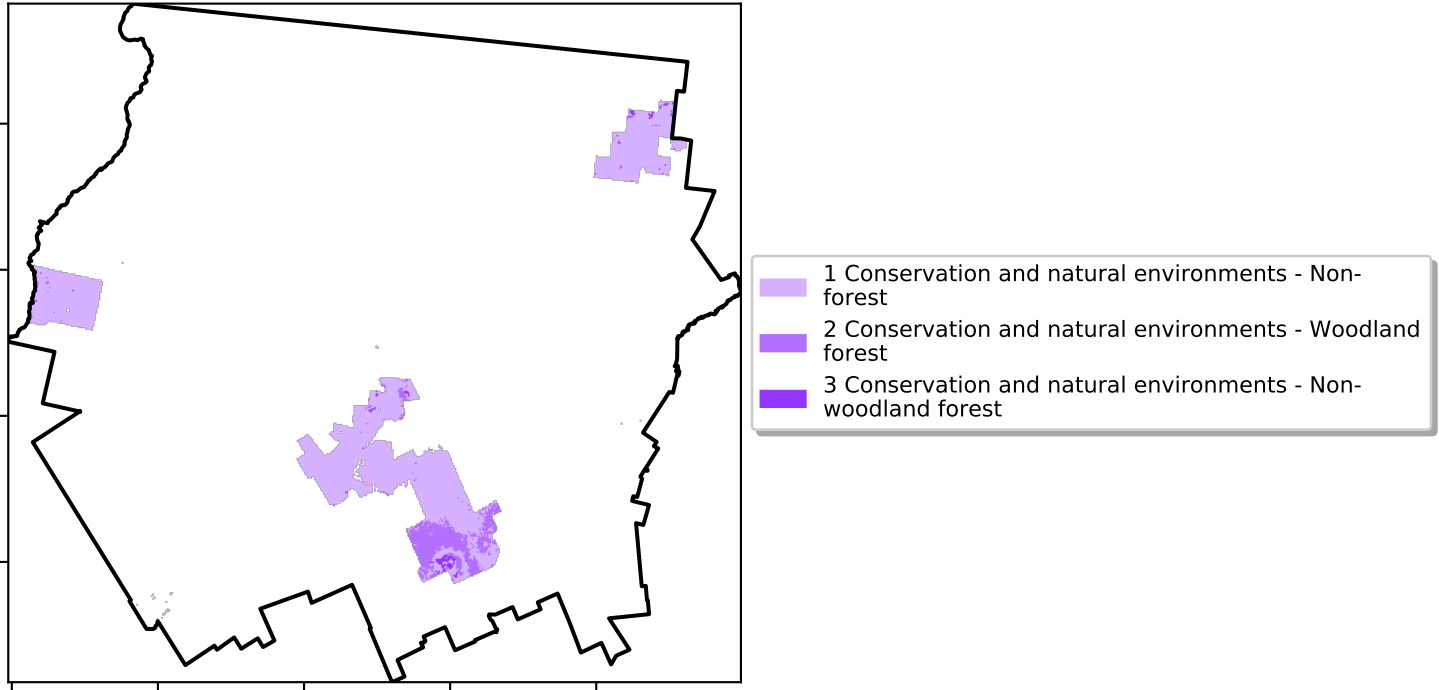 1 Conservation and natural environments - Non-
forest
2 Conservation and natural environments - Woodland
forest
3 Conservation and natural environments - Non-
woodland forest